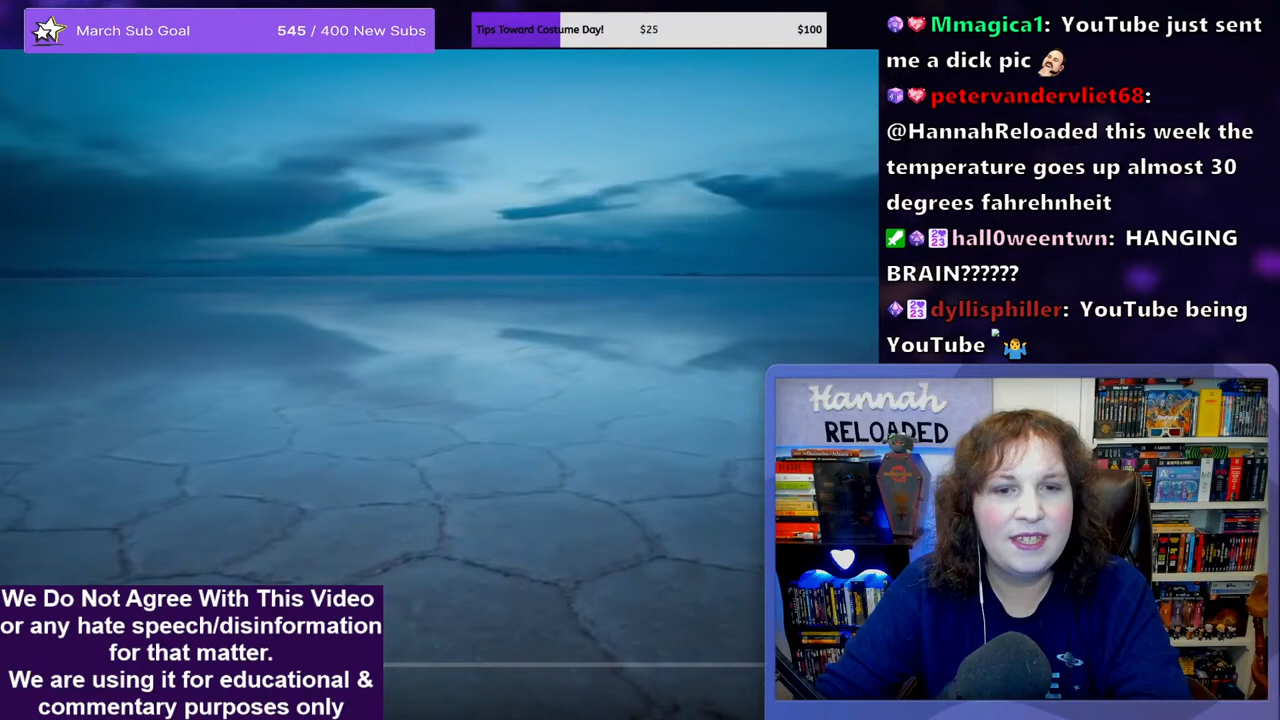 March Sub Goal 545 / 400 New Subs
Tips Toward Costume Day! $25 $100
Mmagica1: YouTube just sent
me a dick pic
petervandervliet68:
@HannahReloaded this week the
temperature goes up almost 30
degrees fahrehnheit
hall0weentwn: HANGING
BRAIN??????
dyllisphiller: YouTube being
YouTube
Hannah
RELOADED
We Do Not Agree With This Video
or any hate speech/disinformation
for that matter.
We are using it for educational &
commentary purposes only